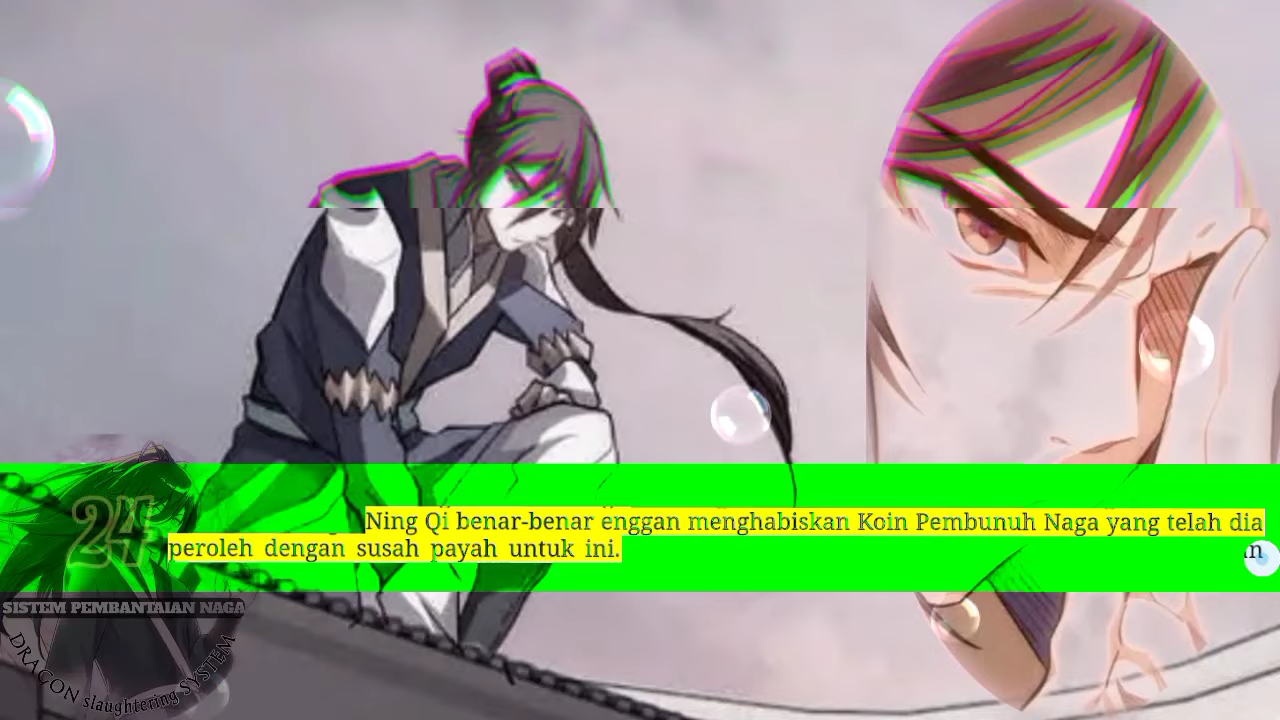 Ning Qi benar-benar enggan menghabiskan Koin Pembunuh Naga yang telah dia
peroleh dengan susah payah untuk ini.
24
SISTEM PEMBANTAIAN NAGA
DRAGON slaughtering SYSTEM